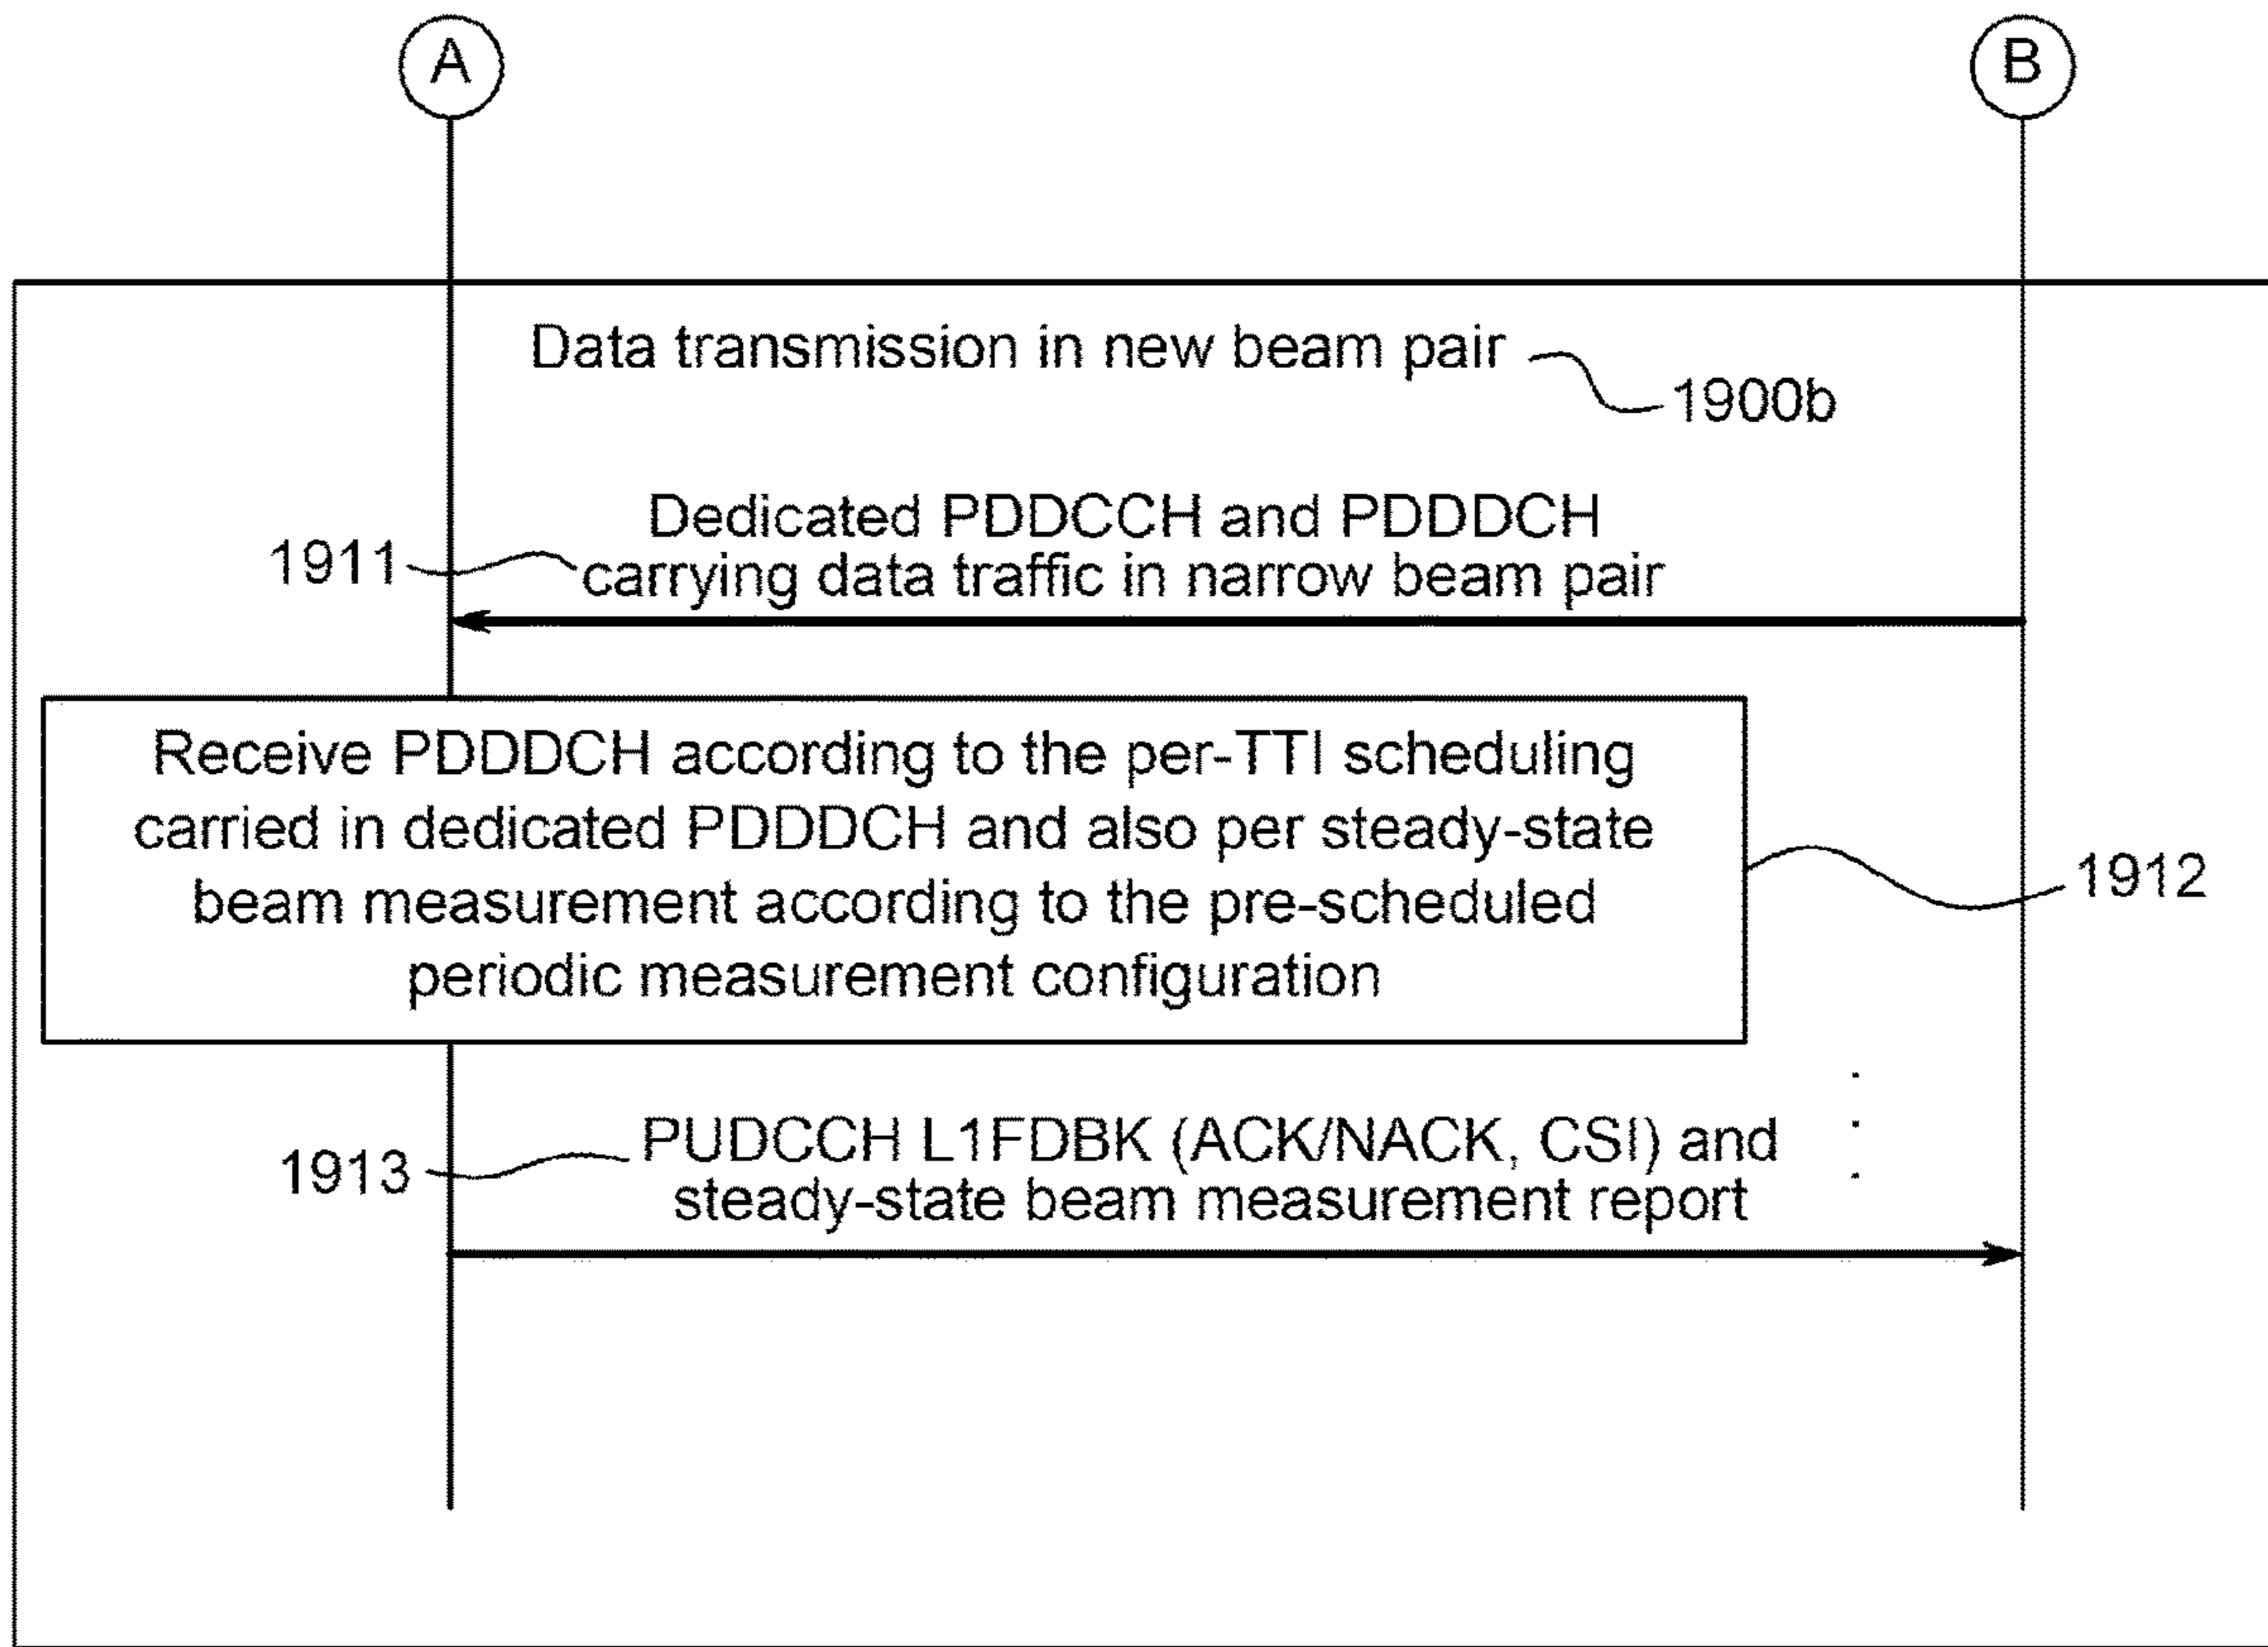 A
B
Data transmission in new beam pair
1900b
Dedicated PDDCCH and PDDDCH
1911
carrying data traffic in narrow beam pair
Receive PDDDCH according to the per-TTI scheduling
carried in dedicated PDDDCH and also per steady-state
beam measurement according to the pre-scheduled
periodic measurement configuration
1912
PUDCCH L1FDBK (ACK/NACK, CSI) and
1913
steady-state beam measurement report